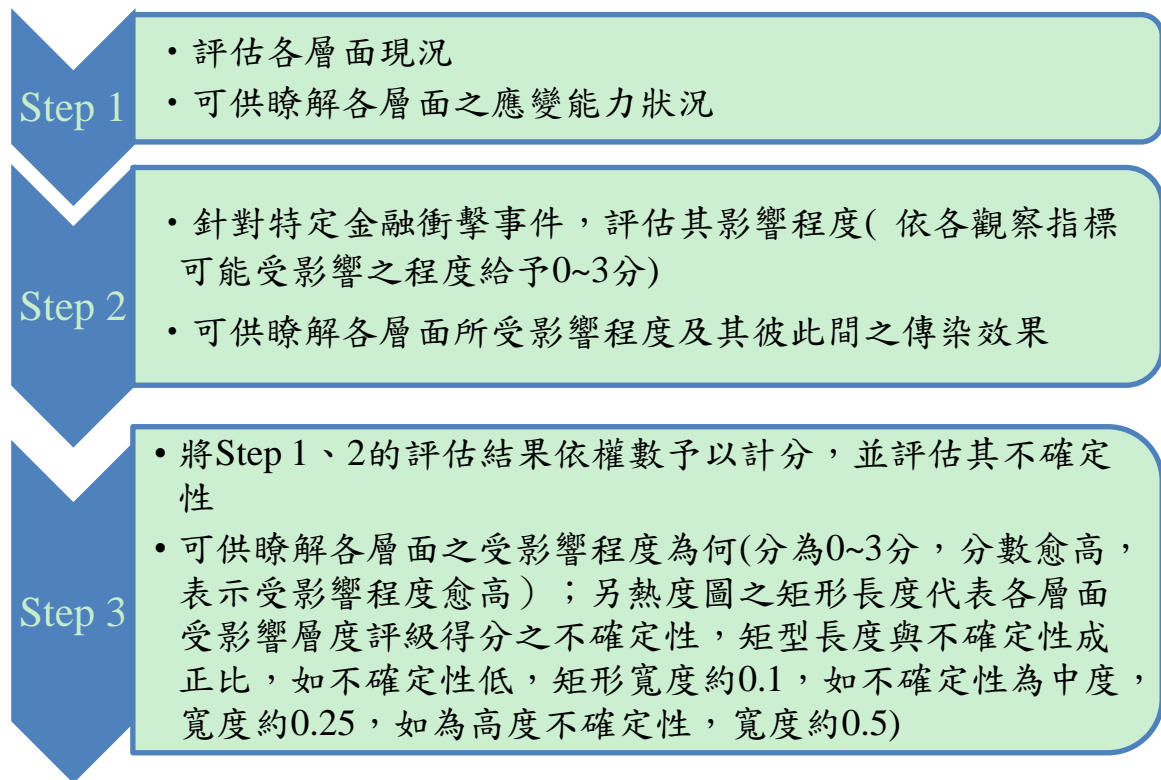 Step 1
• 評估各層面現況
• 可供瞭解各層面之應變能力狀況
Step 2
• 針對特定金融衝擊事件，評估其影響程度( 依各觀察指標
可能受影響之程度給予0~3分)
• 可供瞭解各層面所受影響程度及其彼此間之傳染效果
Step 3
• 將Step 1、2的評估結果依權數予以計分，並評估其不確定
性
• 可供瞭解各層面之受影響程度為何(分為0~3分，分數愈高，
表示受影響程度愈高）；另熱度圖之矩形長度代表各層面
受影響層度評級得分之不確定性，矩型長度與不確定性成
正比，如不確定性低，矩形寬度約0.1，如不確定性為中度，
寬度約0.25，如為高度不確定性，寬度約0.5)